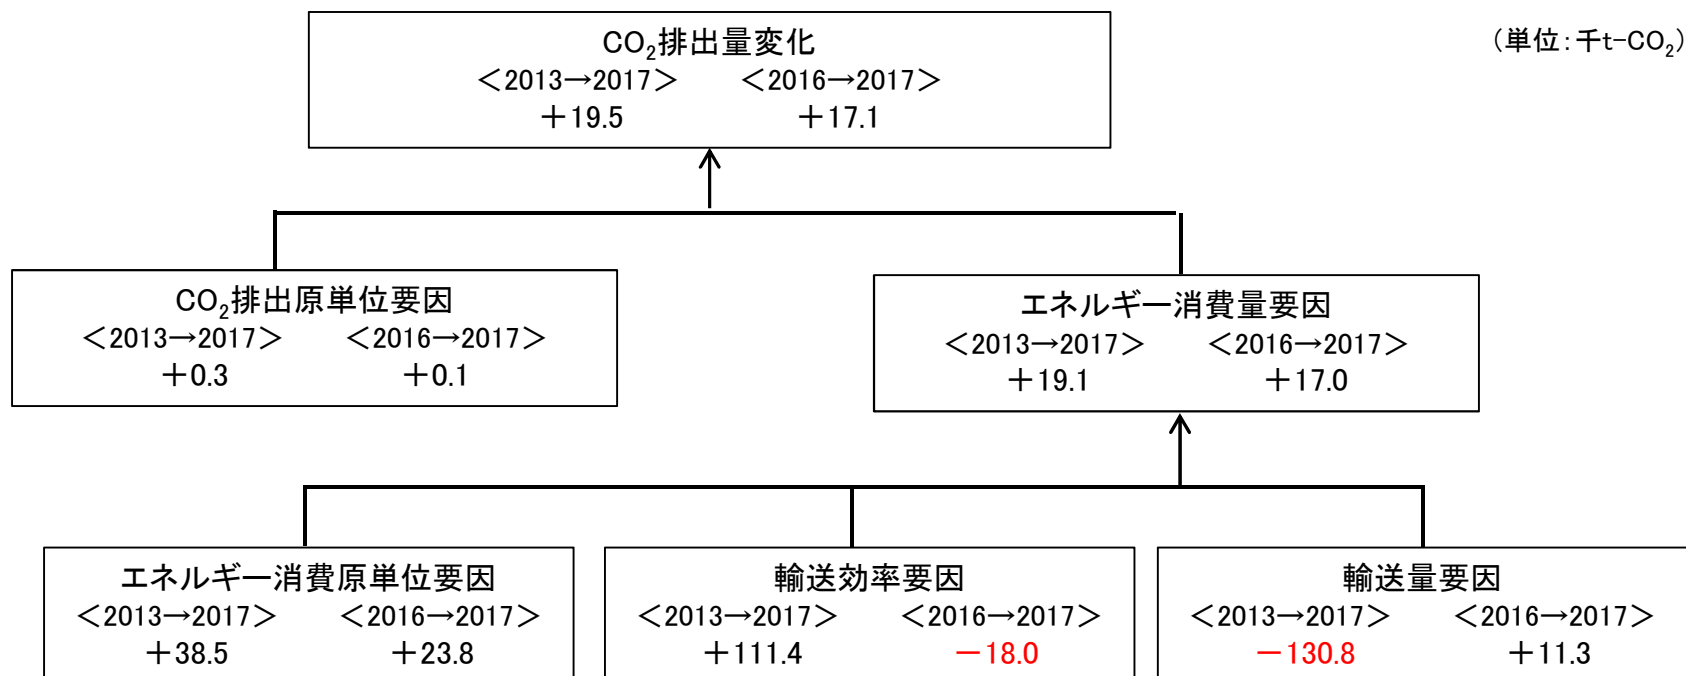 CO₂排出量変化
(単位:千t-CO₂)
<2013→2017> <2016→2017>
+19.5 +17.1
CO₂排出原単位要因
<2013→2017> <2016→2017>
+0.3 +0.1
エネルギー消費量要因
<2013→2017> <2016→2017>
+19.1 +17.0
エネルギー消費原単位要因
<2013→2017> <2016→2017>
+38.5 +23.8
輸送効率要因
<2013→2017> <2016→2017>
+111.4 -18.0
輸送量要因
<2013→2017> <2016→2017>
-130.8 +11.3